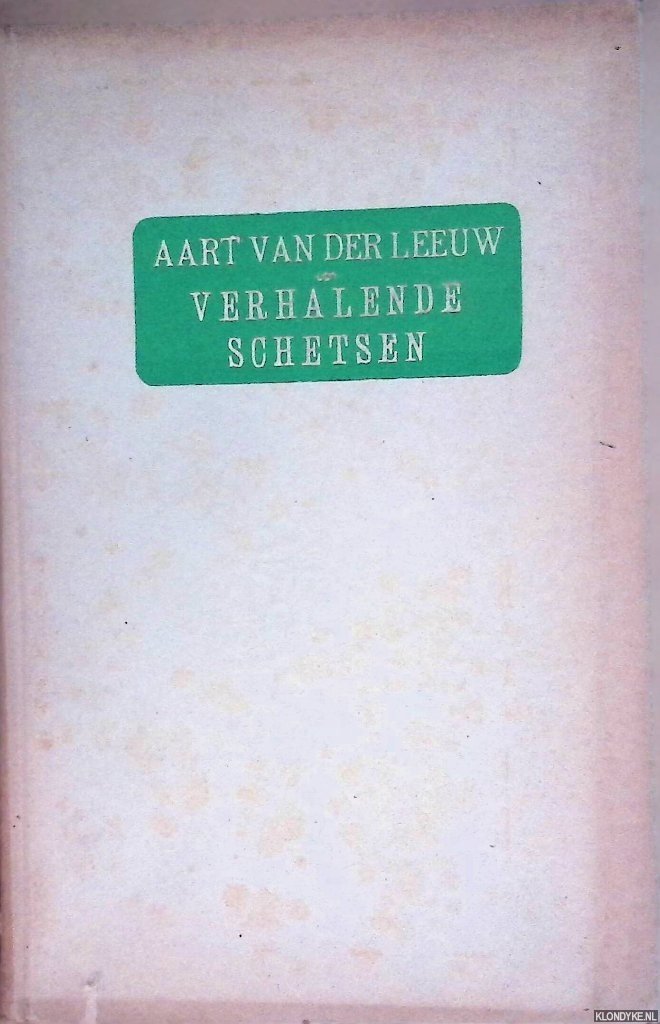 AART VAN DER LEEUW
VERHALENDE
SCHETSEN
KLONDYKE.NL